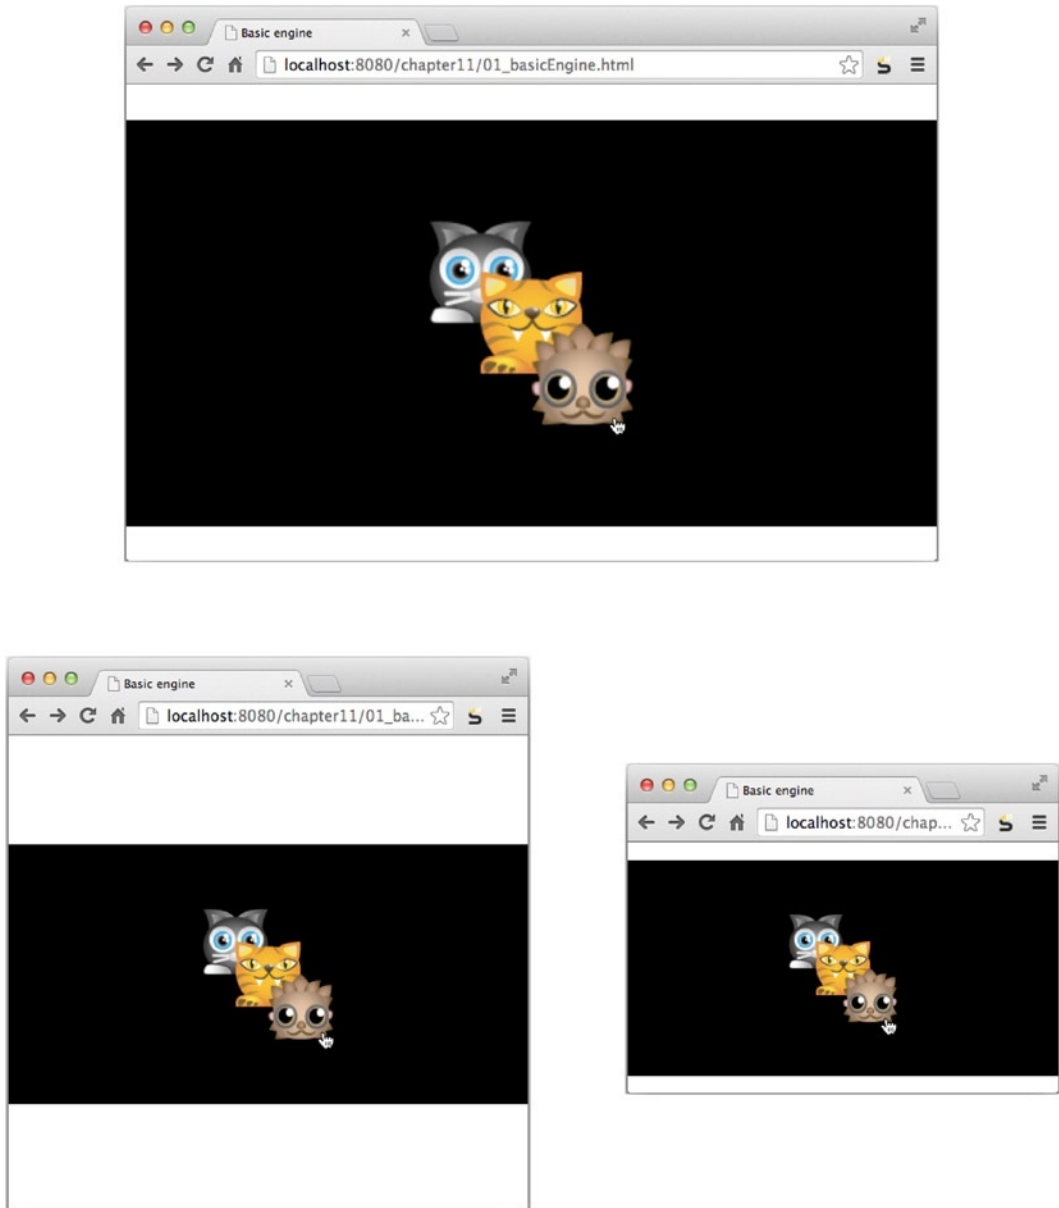 Basic engine
localhost:8080/chapter11/01_basicEngine.html
Basic engine
localhost:8080/chapter11/01_ba...
Basic engine
localhost:8080/chap...